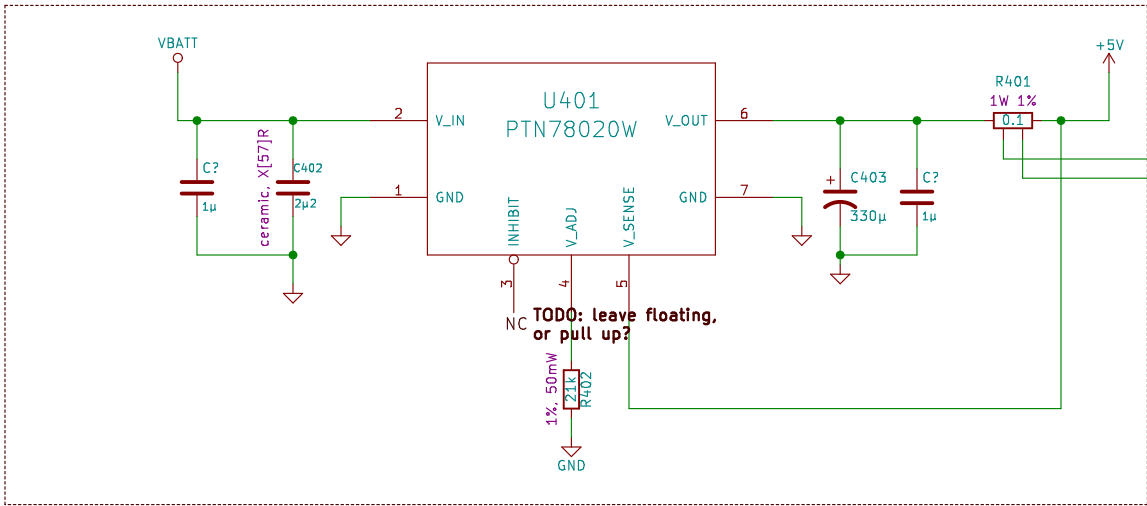 VBATT
+5V
R401
1W 1%
0.1
U401
PTN78020W
2
V_IN
V_OUT
6
1
GND
GND
7
INHIBIT
V_ADJ
V_SENSE
3
4
5
C?
1µ
ceramic, X[57]R
C402
2µ2
+
C403
330µ
C?
1µ
NC
TODO: leave floating,
or pull up?
1%, 50mW
21k
R402
GND